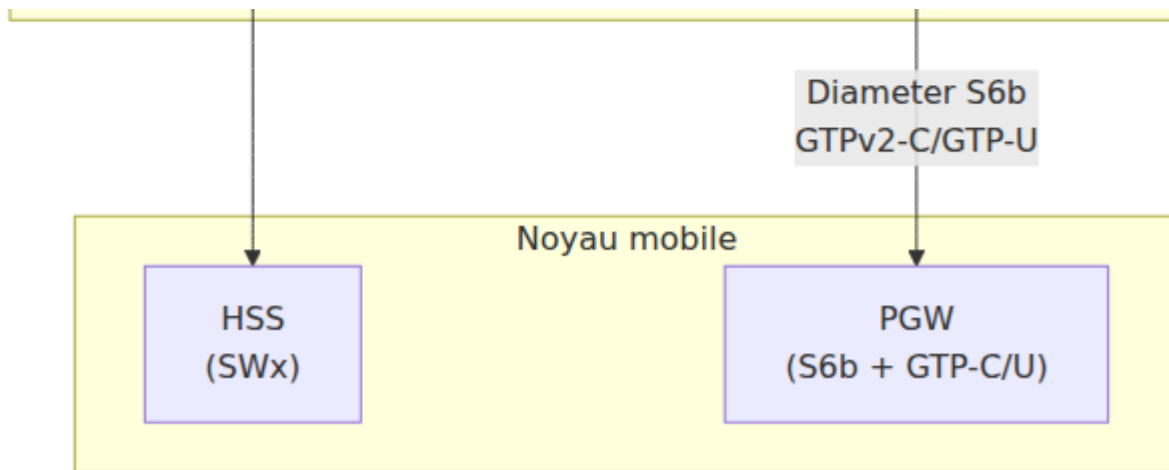 Diameter S6b
GTPv2-C/GTP-U
Noyau mobile
HSS
(SWx)
PGW
(S6b + GTP-C/U)